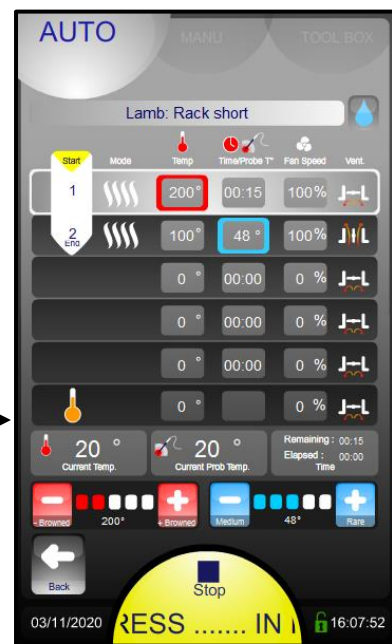 AUTO MANU TOOL BOX
Lamb: Rack short
Start Mode Temp Time/Probe T° Fan Speed Vent.
1 200° 00:15 100%
2 100° 48 ° 100%
End
0 ° 00:00 0 %
0 ° 00:00 0 %
0 ° 00:00 0 %
0 ° 0 %
20 ° 20 ° Remaining : 00:15
Elapsed : 00:00
Current Temp. Current Prob Temp. Time
- Browned 200° + Browned Medium 48° Rare
Back
Stop
03/11/2020 RESS ....... IN 16:07:52